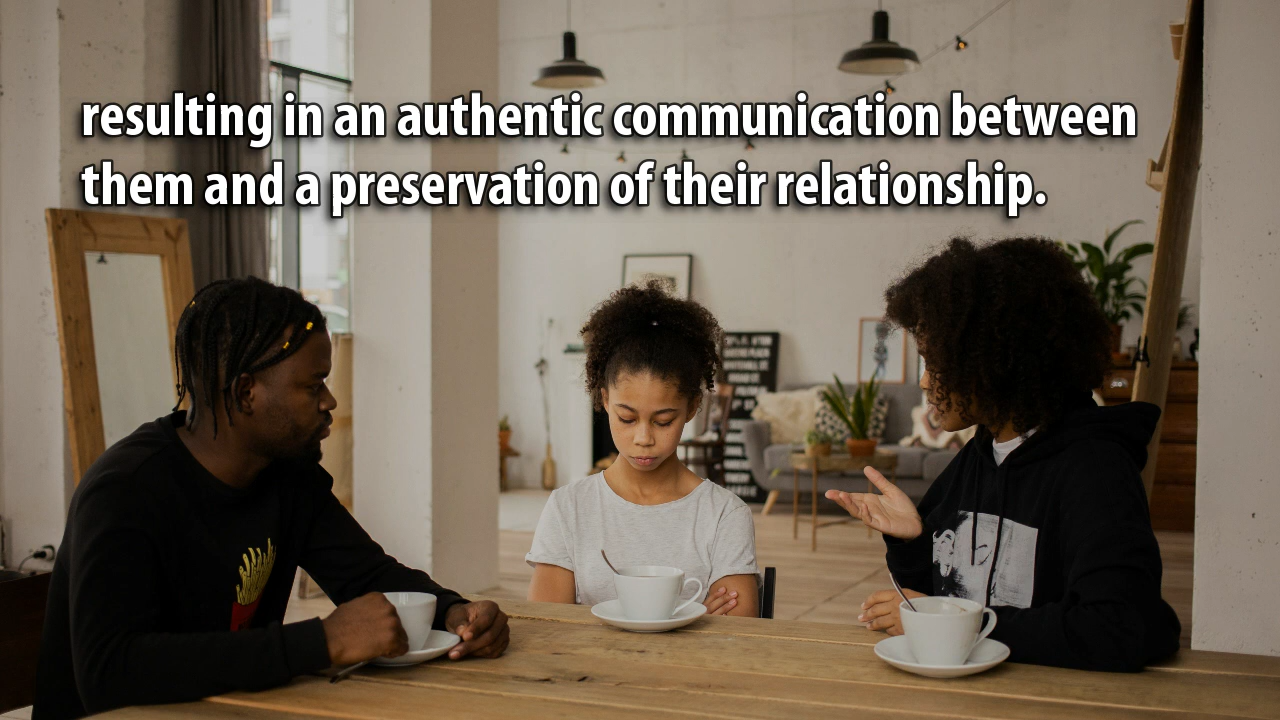 resulting in an authentic communication between
them and a preservation of their relationship.